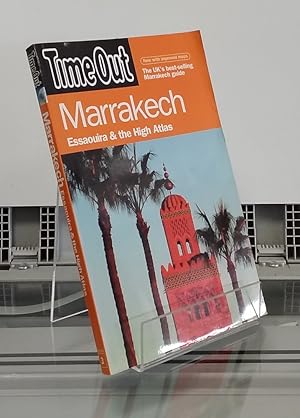 Time Out
Now with improved maps
The UK's best-selling
Marrakech guide
Marrakech
Essaouira & the High Atlas
Time Out
Marrakech Essaouira & the High Atlas